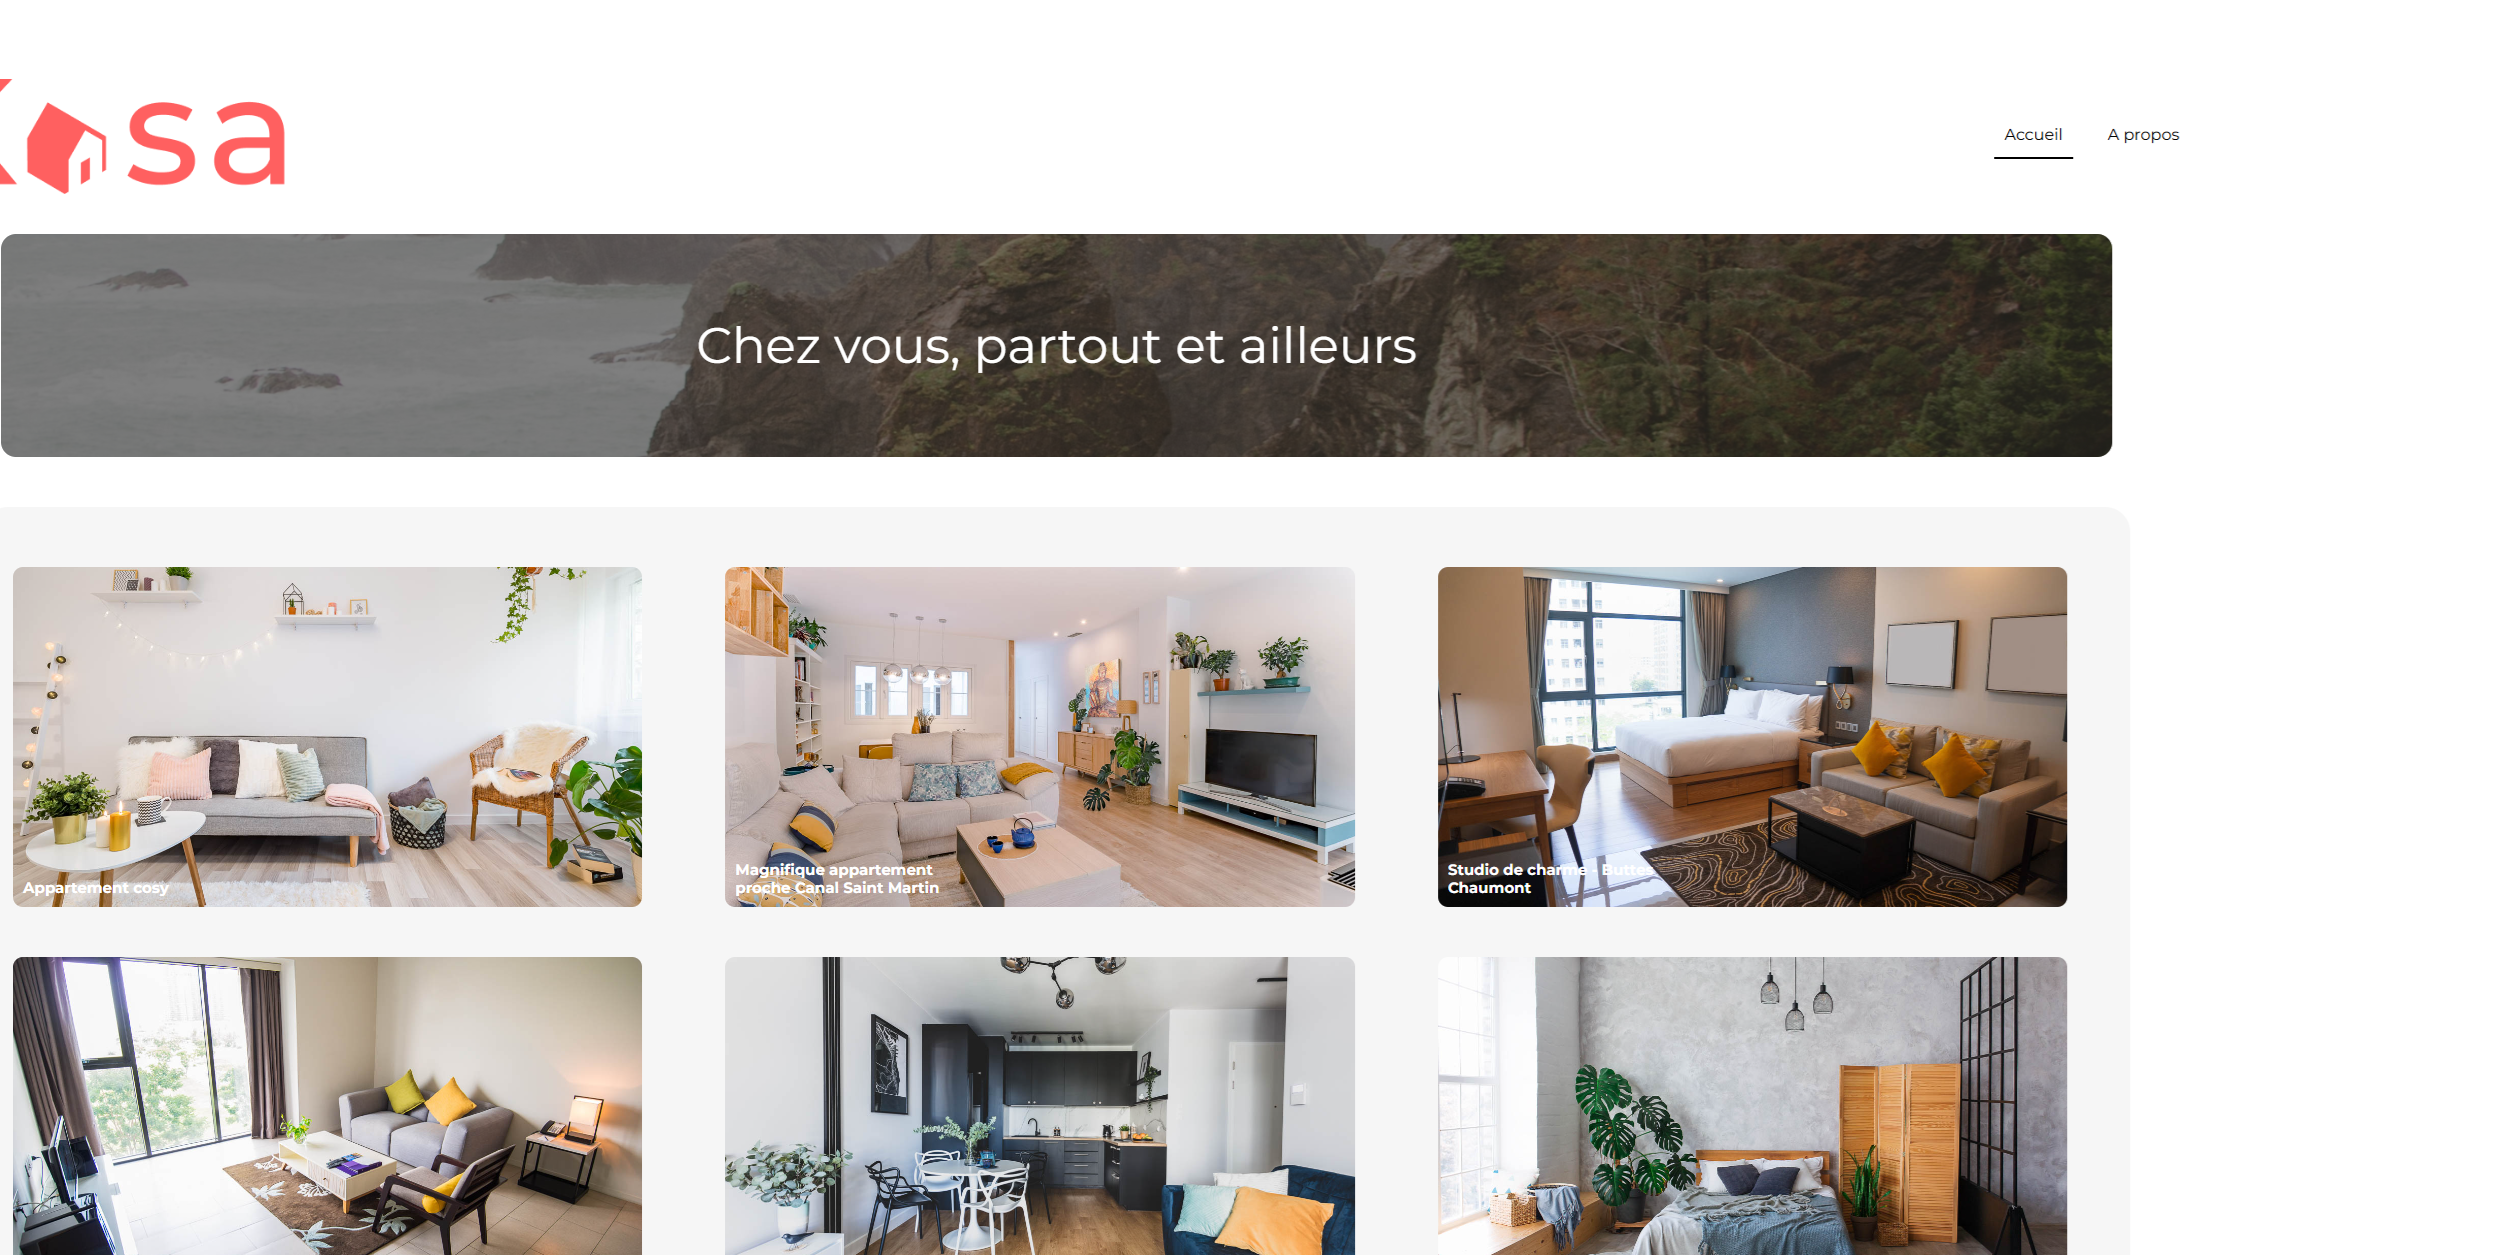 Kasa
Accueil
A propos
Chez vous, partout et ailleurs
Appartement cosy
Magnifique appartement
proche Canal Saint Martin
Studio de charme - Buttes
Chaumont